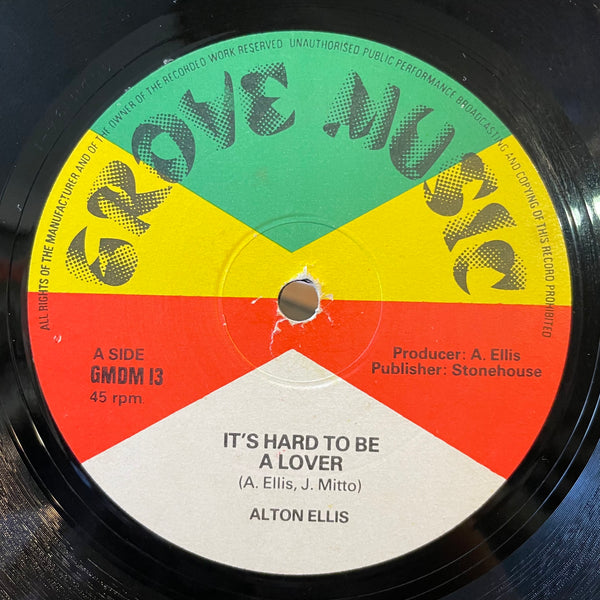 ALL RIGHTS OF THE MANUFACTURER AND OF THE OWNER OF THE RECORDED WORK RESERVED. UNAUTHORISED PUBLIC PERFORMANCE BROADCASTING AND COPYING OF THIS RECORD PROHIBITED
GROVE MUSIC
A SIDE
GMDM 13
45 rpm.
Producer: A. Ellis
Publisher: Stonehouse
IT'S HARD TO BE
A LOVER
(A. Ellis, J. Mitto)
ALTON ELLIS